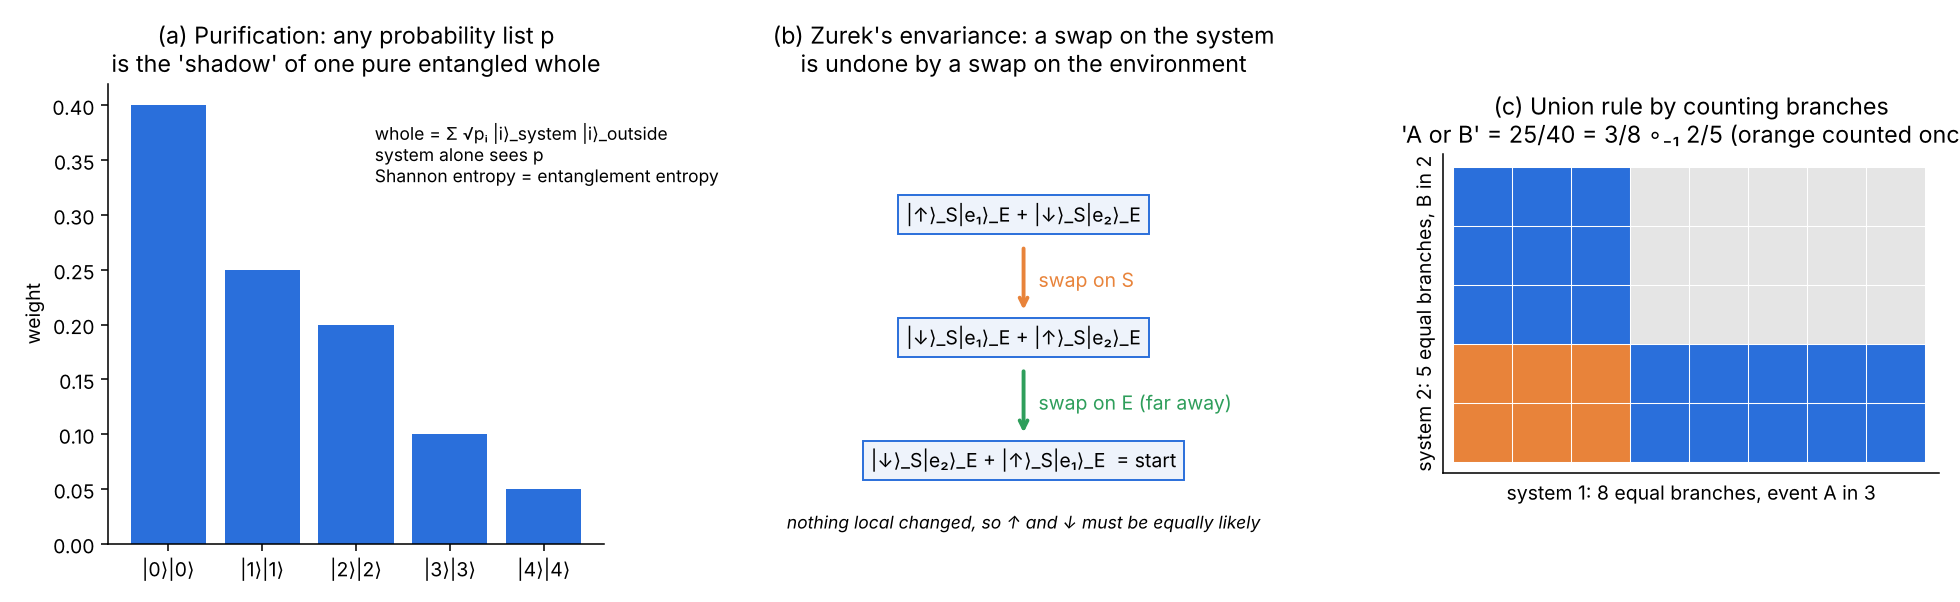 (a) Purification: any probability list p
is the 'shadow' of one pure entangled whole
weight
0.40
0.35
0.30
0.25
0.20
0.15
0.10
0.05
0.00
whole = Σ √pᵢ |i⟩_system |i⟩_outside
system alone sees p
Shannon entropy = entanglement entropy
|0⟩|0⟩
|1⟩|1⟩
|2⟩|2⟩
|3⟩|3⟩
|4⟩|4⟩
(b) Zurek's envariance: a swap on the system
is undone by a swap on the environment
|↑⟩_S|e₁⟩_E + |↓⟩_S|e₂⟩_E
swap on S
|↓⟩_S|e₁⟩_E + |↑⟩_S|e₂⟩_E
swap on E (far away)
|↓⟩_S|e₂⟩_E + |↑⟩_S|e₁⟩_E = start
nothing local changed, so ↑ and ↓ must be equally likely
(c) Union rule by counting branches
'A or B' = 25/40 = 3/8 ∘₋₁ 2/5 (orange counted onc
system 2: 5 equal branches, B in 2
system 1: 8 equal branches, event A in 3